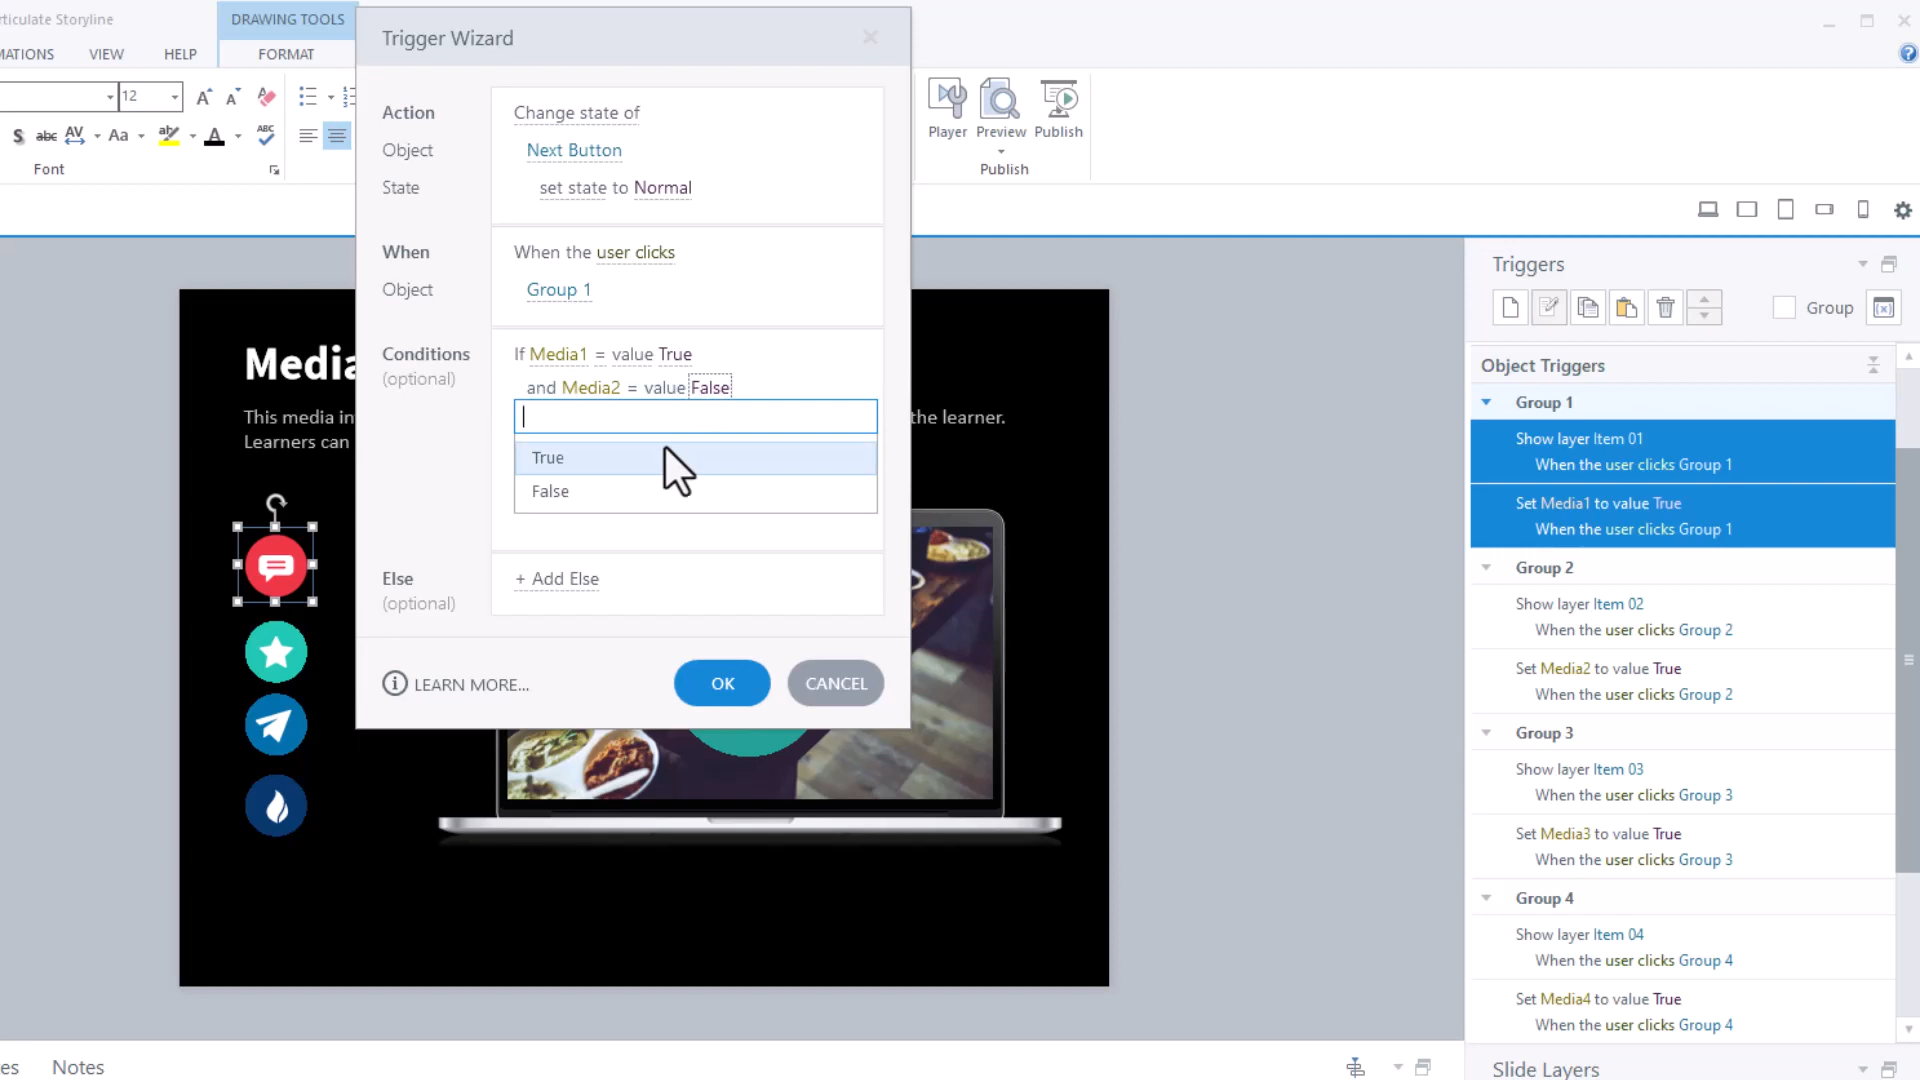 rticulate Storyline
DRAWING TOOLS
MATIONS
VIEW
HELP
FORMAT
12
Aa
abc
AV
ABC
Font
Player
Preview
Publish
Publish
Trigger Wizard
Action
Change state of
Object
Next Button
State
set state to Normal
When
When the user clicks
Object
Group 1
Conditions
(optional)
If Media1 = value True
and Media2 = value False
True
False
Else
(optional)
+ Add Else
LEARN MORE...
OK
CANCEL
Media
This media in
the learner.
Learners can
Triggers
Group
Object Triggers
Group 1
Show layer Item 01
When the user clicks Group 1
Set Media1 to value True
When the user clicks Group 1
Group 2
Show layer Item 02
When the user clicks Group 2
Set Media2 to value True
When the user clicks Group 2
Group 3
Show layer Item 03
When the user clicks Group 3
Set Media3 to value True
When the user clicks Group 3
Group 4
Show layer Item 04
When the user clicks Group 4
Set Media4 to value True
When the user clicks Group 4
es
Notes
Slide Layers